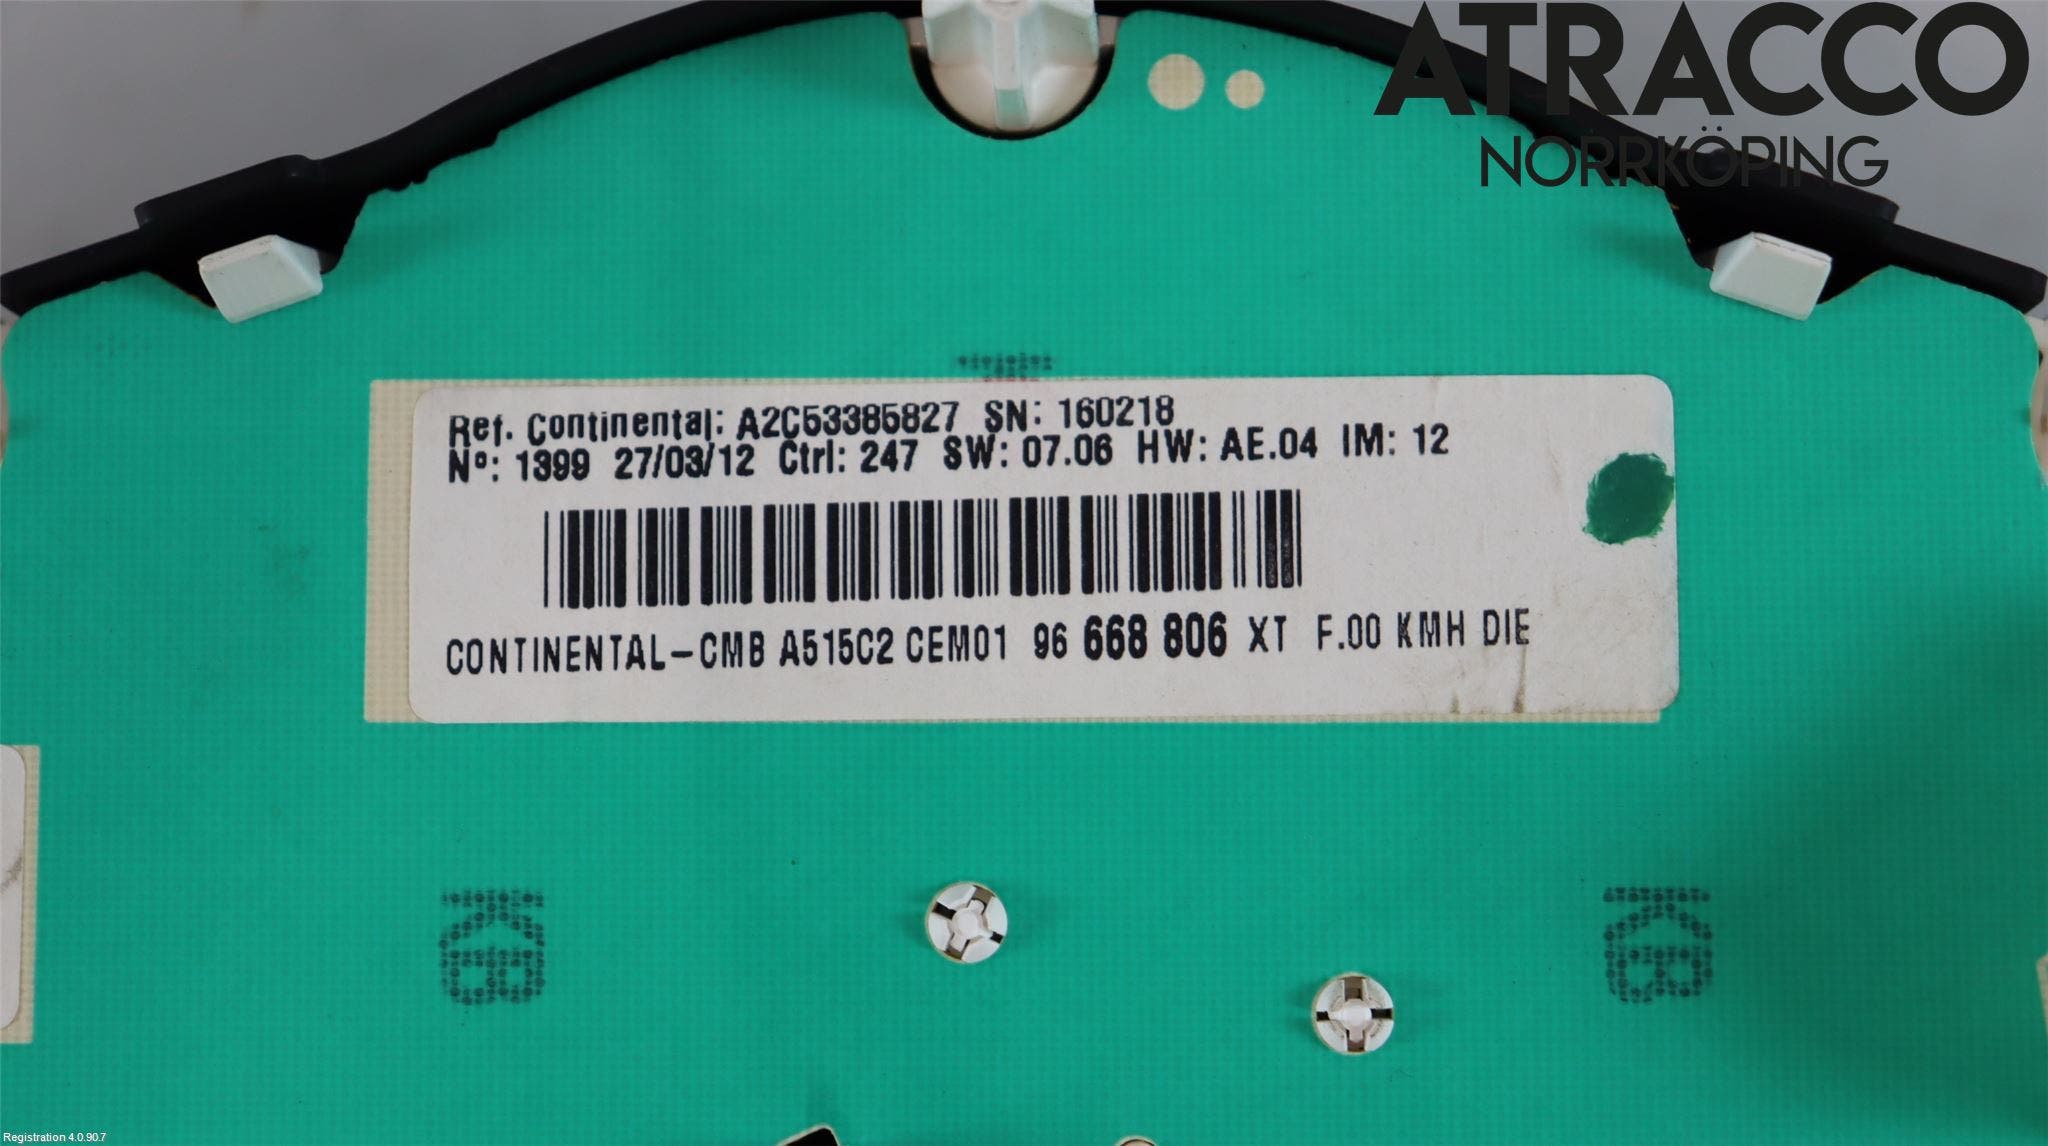 ATRACCO
NORRKÖPING
Ref. Continental: A2C53385827 SN: 160218
Nº: 1399 27/03/12 Ctrl: 247 SW: 07.06 HW: AE.04 IM: 12
CONTINENTAL-CMB A515C2 CEM01 96 668 806 XT F.00 KMH DIE
KB
KB
Registration 4.0.90.7